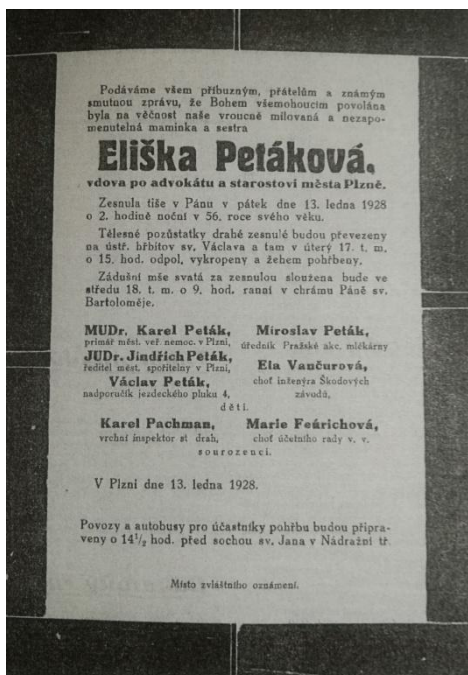 Podáváme všem příbuzným, přátelům a známým
smutnou zprávu, že Bohem všemohoucím povolána
byla na věčnost naše vroucně milovaná a nezapo-
menutelná maminka a sestra
Eliška Petáková,
vdova po advokátu a starostovi města Plzně.
Zesnula tiše v Pánu v pátek dne 13. ledna 1928
o 2. hodině noční v 56. roce svého věku.
Tělesné pozůstatky drahé zesnulé budou převezeny
na ústř. hřbitov sv. Václava a tam v úterý 17. t. m.
o 15. hod. odpol. vykropeny a žehem pohřbeny.
Zádušní mše svatá za zesnulou sloužena bude ve
středu 18. t. m. o 9. hod. ranní v chrámu Páně sv.
Bartoloměje.
MUDr. Karel Peták,
primář měst. veř. nemoc. v Plzni,
JUDr. Jindřich Peták,
ředitel měst. spořitelny v Plzni,
Václav Peták,
nadporučík jezdeckého pluku 4,
Miroslav Peták,
úředník Pražské akc. mlékárny
Ela Vančurová,
choť inženýra Škodových
závodů,
děti.
Karel Pachman,
vrchní inspektor st. drah,
Marie Feárichová,
choť účetního rady v. v.
sourozenci.
V Plzni dne 13. ledna 1928.
Povozy a autobusy pro účastníky pohřbu budou připra-
veny o 14½ hod. před sochou sv. Jana v Nádražní tř.
Místo zvláštního oznámení.